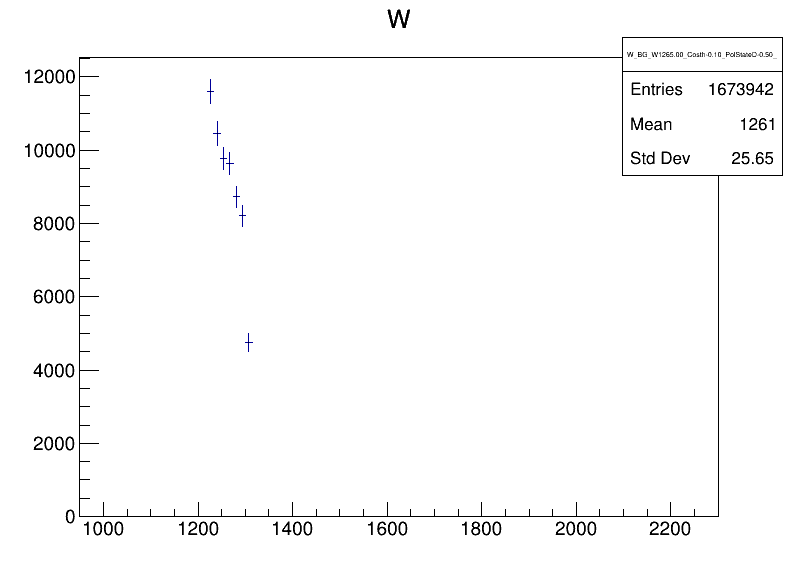 W
W_BG_W1265.00_Costh-0.10_PolStateD-0.50_
Entries 1673942
Mean 1261
Std Dev 25.65
12000
10000
8000
6000
4000
2000
0
1000 1200 1400 1600 1800 2000 2200